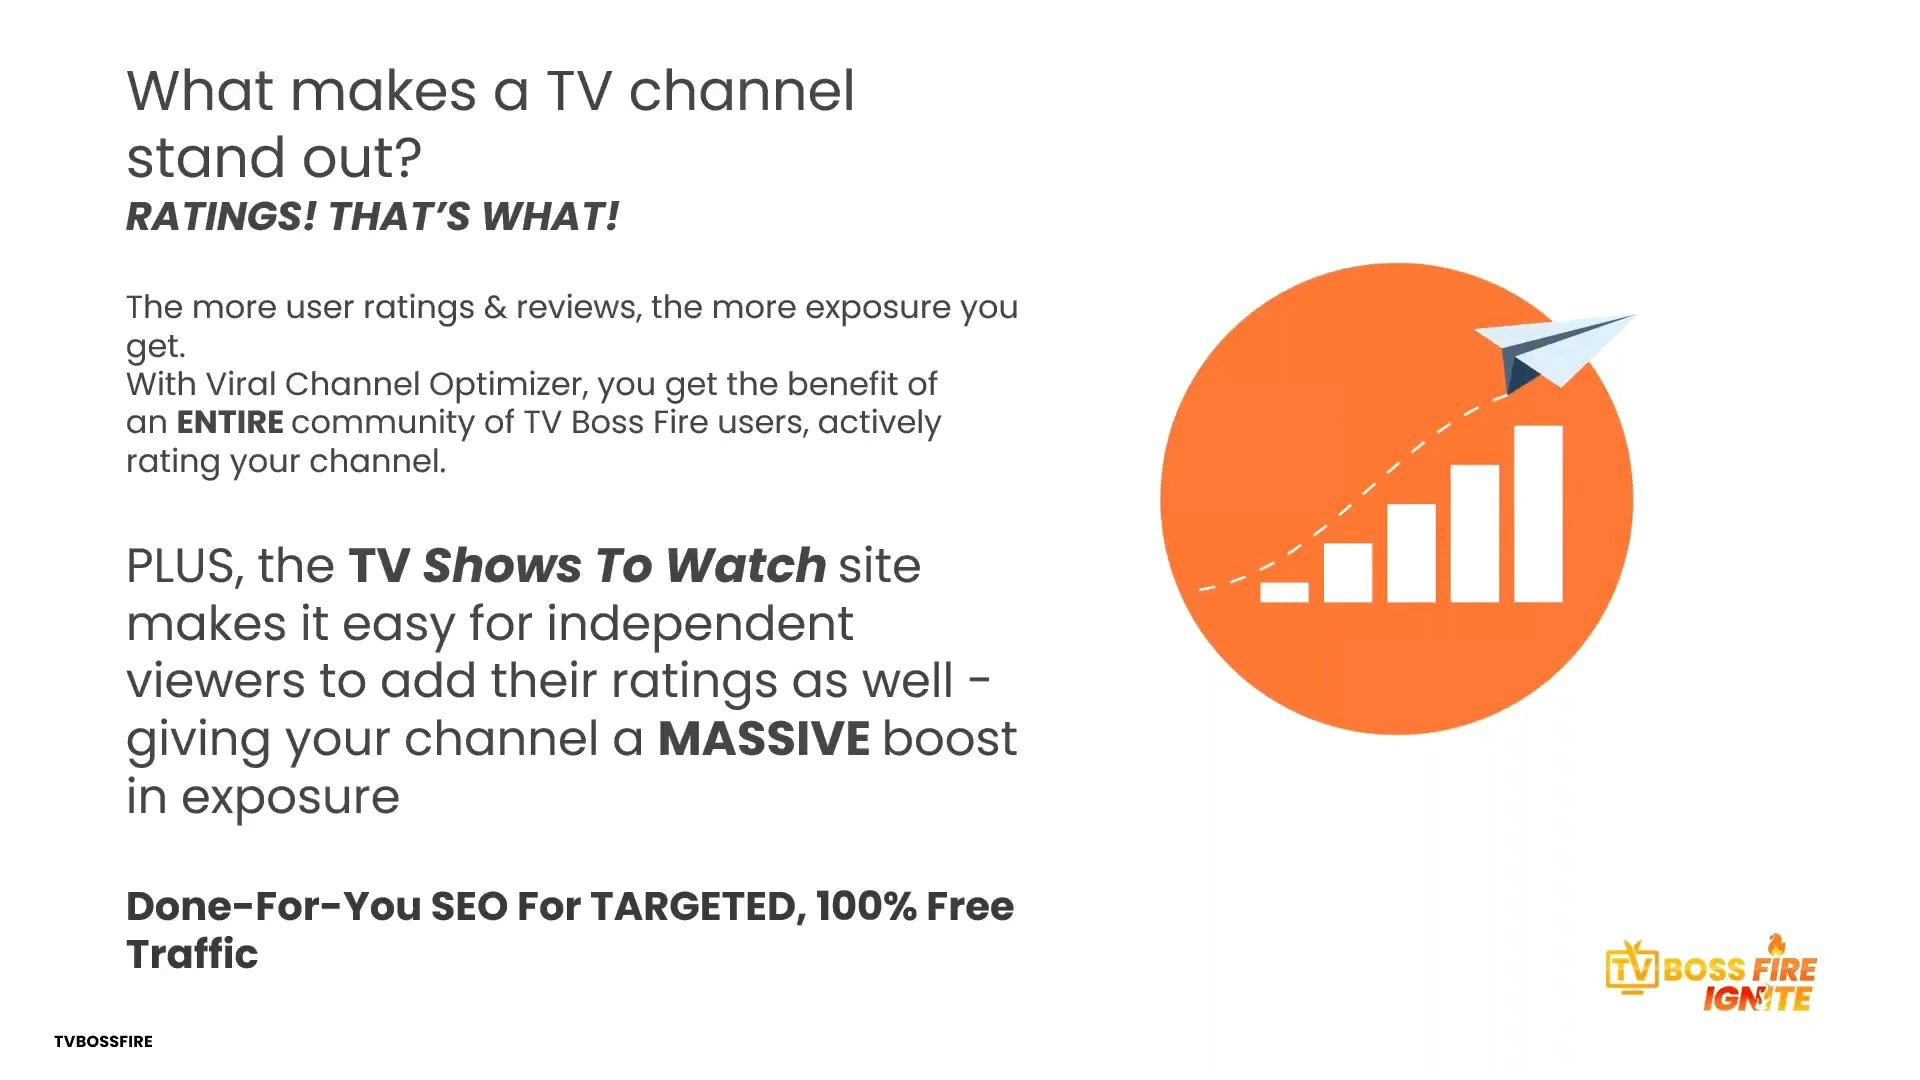 What makes a TV channel
stand out?
RATINGS! THAT’S WHAT!
The more user ratings & reviews, the more exposure you
get.
With Viral Channel Optimizer, you get the benefit of
an ENTIRE community of TV Boss Fire users, actively
rating your channel.
PLUS, the TV Shows To Watch site
makes it easy for independent
viewers to add their ratings as well -
giving your channel a MASSIVE boost
in exposure
Done-For-You SEO For TARGETED, 100% Free
Traffic
TV BOSS FIRE
IGNITE
TVBOSSFIRE